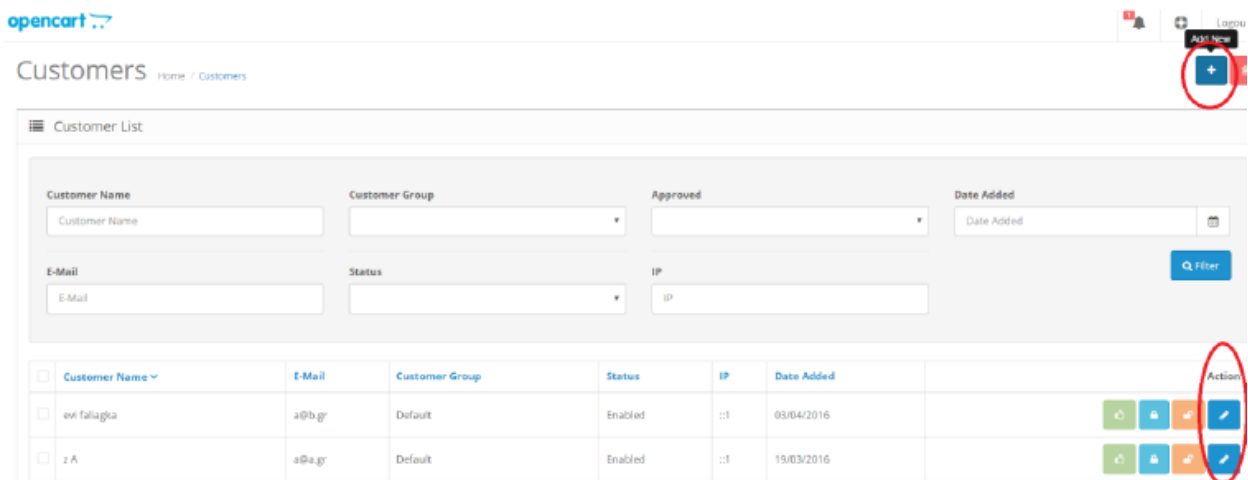 opencart
1
Logou
Add New
Customers Home / Customers
Customer List
Customer Name Customer Group Approved Date Added
Customer Name Date Added
E-Mail Status IP
Filter
E-Mail IP
Customer Name E-Mail Customer Group Status IP Date Added Action
evi faliagka a@b.gr Default Enabled ::1 03/04/2016
z A a@a.gr Default Enabled ::1 19/03/2016